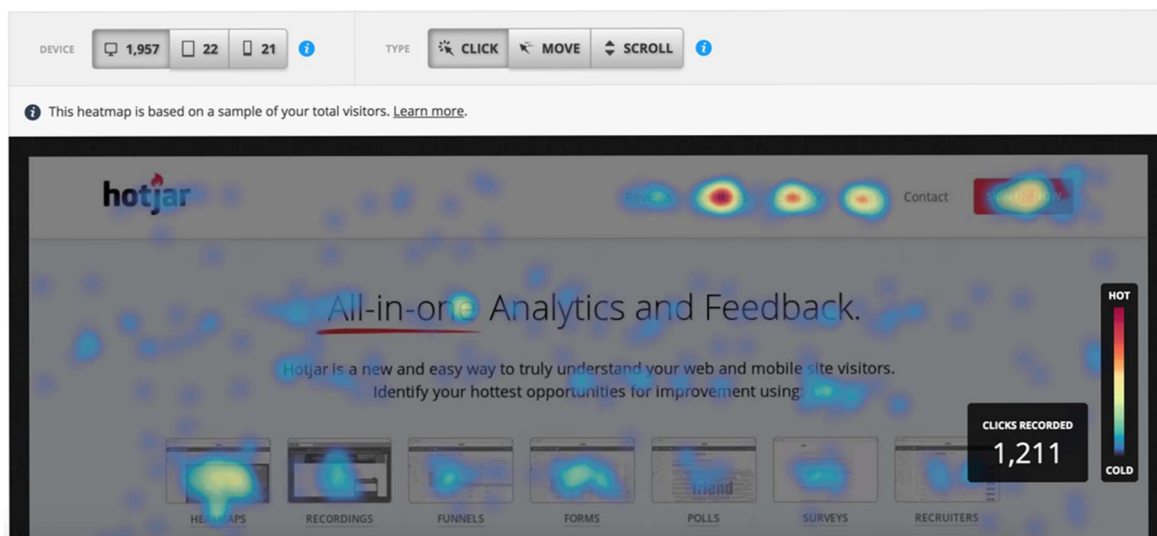 DEVICE 1,957 22 21 TYPE CLICK MOVE SCROLL
This heatmap is based on a sample of your total visitors. Learn more.
hotjar Reviews Contact
All-in-one Analytics and Feedback.
HOT
Hotjar is a new and easy way to truly understand your web and mobile site visitors.
Identify your hottest opportunities for improvement using:
CLICKS RECORDED
1,211
COLD
friend
HEATMAPS RECORDINGS FUNNELS FORMS POLLS SURVEYS RECRUITERS